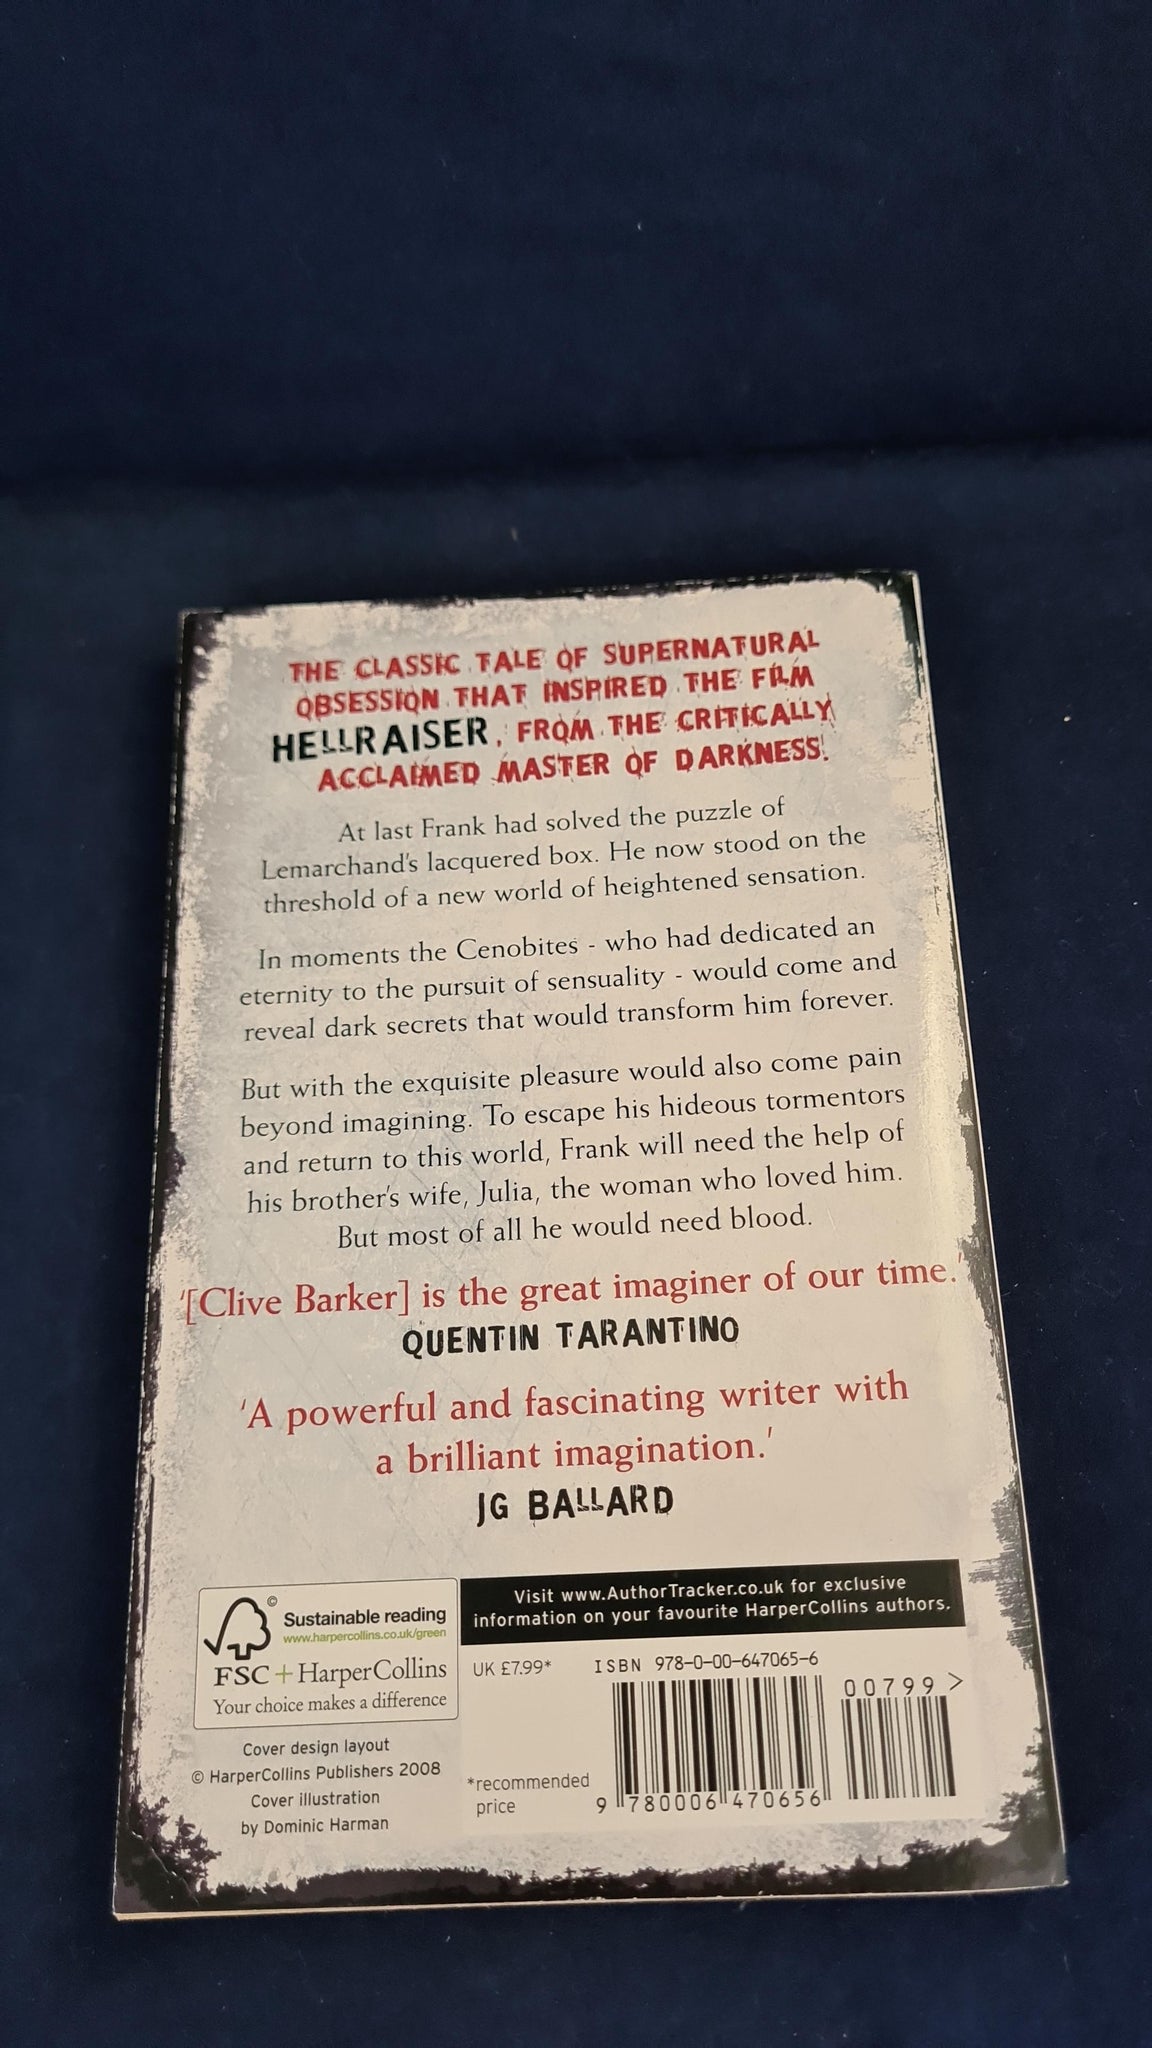 THE CLASSIC TALE OF SUPERNATURAL
OBSESSION THAT INSPIRED THE FILM
HELLRAISER, FROM THE CRITICALLY
ACCLAIMED MASTER OF DARKNESS.
At last Frank had solved the puzzle of
Lemarchand's lacquered box. He now stood on the
threshold of a new world of heightened sensation.
In moments the Cenobites - who had dedicated an
eternity to the pursuit of sensuality - would come and
reveal dark secrets that would transform him forever.
But with the exquisite pleasure would also come pain
beyond imagining. To escape his hideous tormentors
and return to this world, Frank will need the help of
his brother's wife, Julia, the woman who loved him.
But most of all he would need blood.
'[Clive Barker] is the great imaginer of our time.'
QUENTIN TARANTINO
'A powerful and fascinating writer with
a brilliant imagination.'
JG BALLARD
©
Sustainable reading
www.harpercollins.co.uk/green
FSC + HarperCollins
Your choice makes a difference
Cover design layout
© HarperCollins Publishers 2008
Cover illustration
by Dominic Harman
Visit www.AuthorTracker.co.uk for exclusive
information on your favourite HarperCollins authors.
UK £7.99*
ISBN 978-0-00-647065-6
00799 >
*recommended
price
9 780006 470656